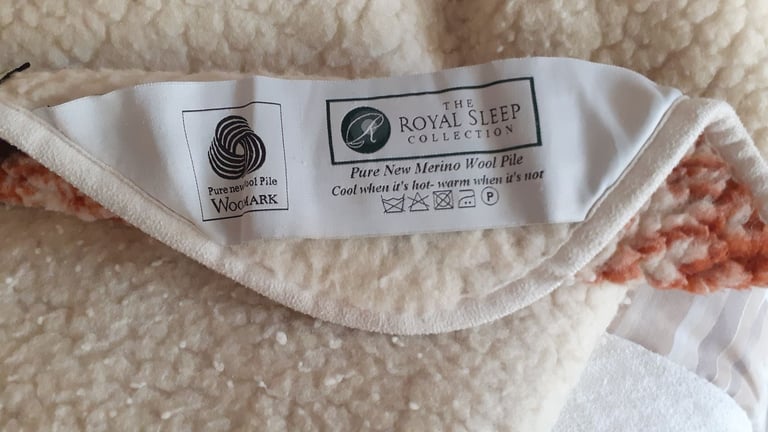 Pure new Wool Pile
WOOLMARK
R
THE
ROYAL SLEEP
COLLECTION
Pure New Merino Wool Pile
Cool when it's hot- warm when it's not
P